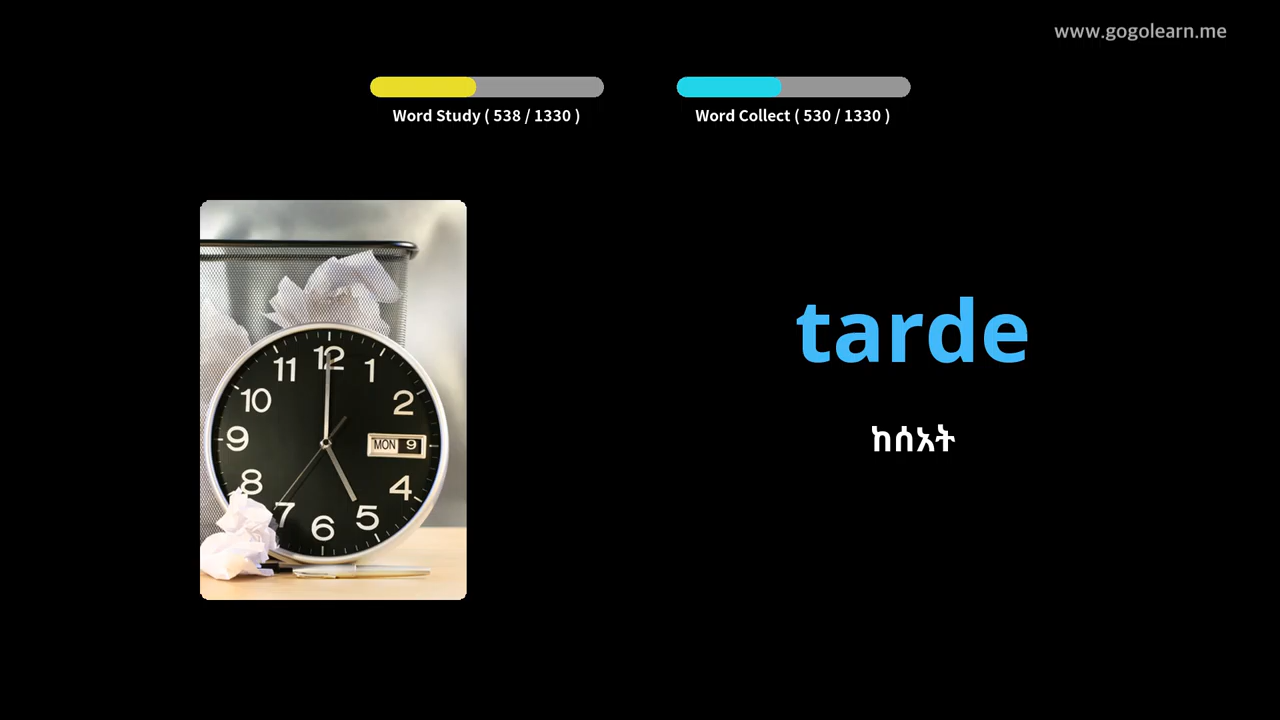 www.gogolearn.me
Word Study ( 538 / 1330 )
Word Collect ( 530 / 1330 )
12
11
1
10
2
9
MON 9
8
4
7
5
6
tarde
ከሰአት